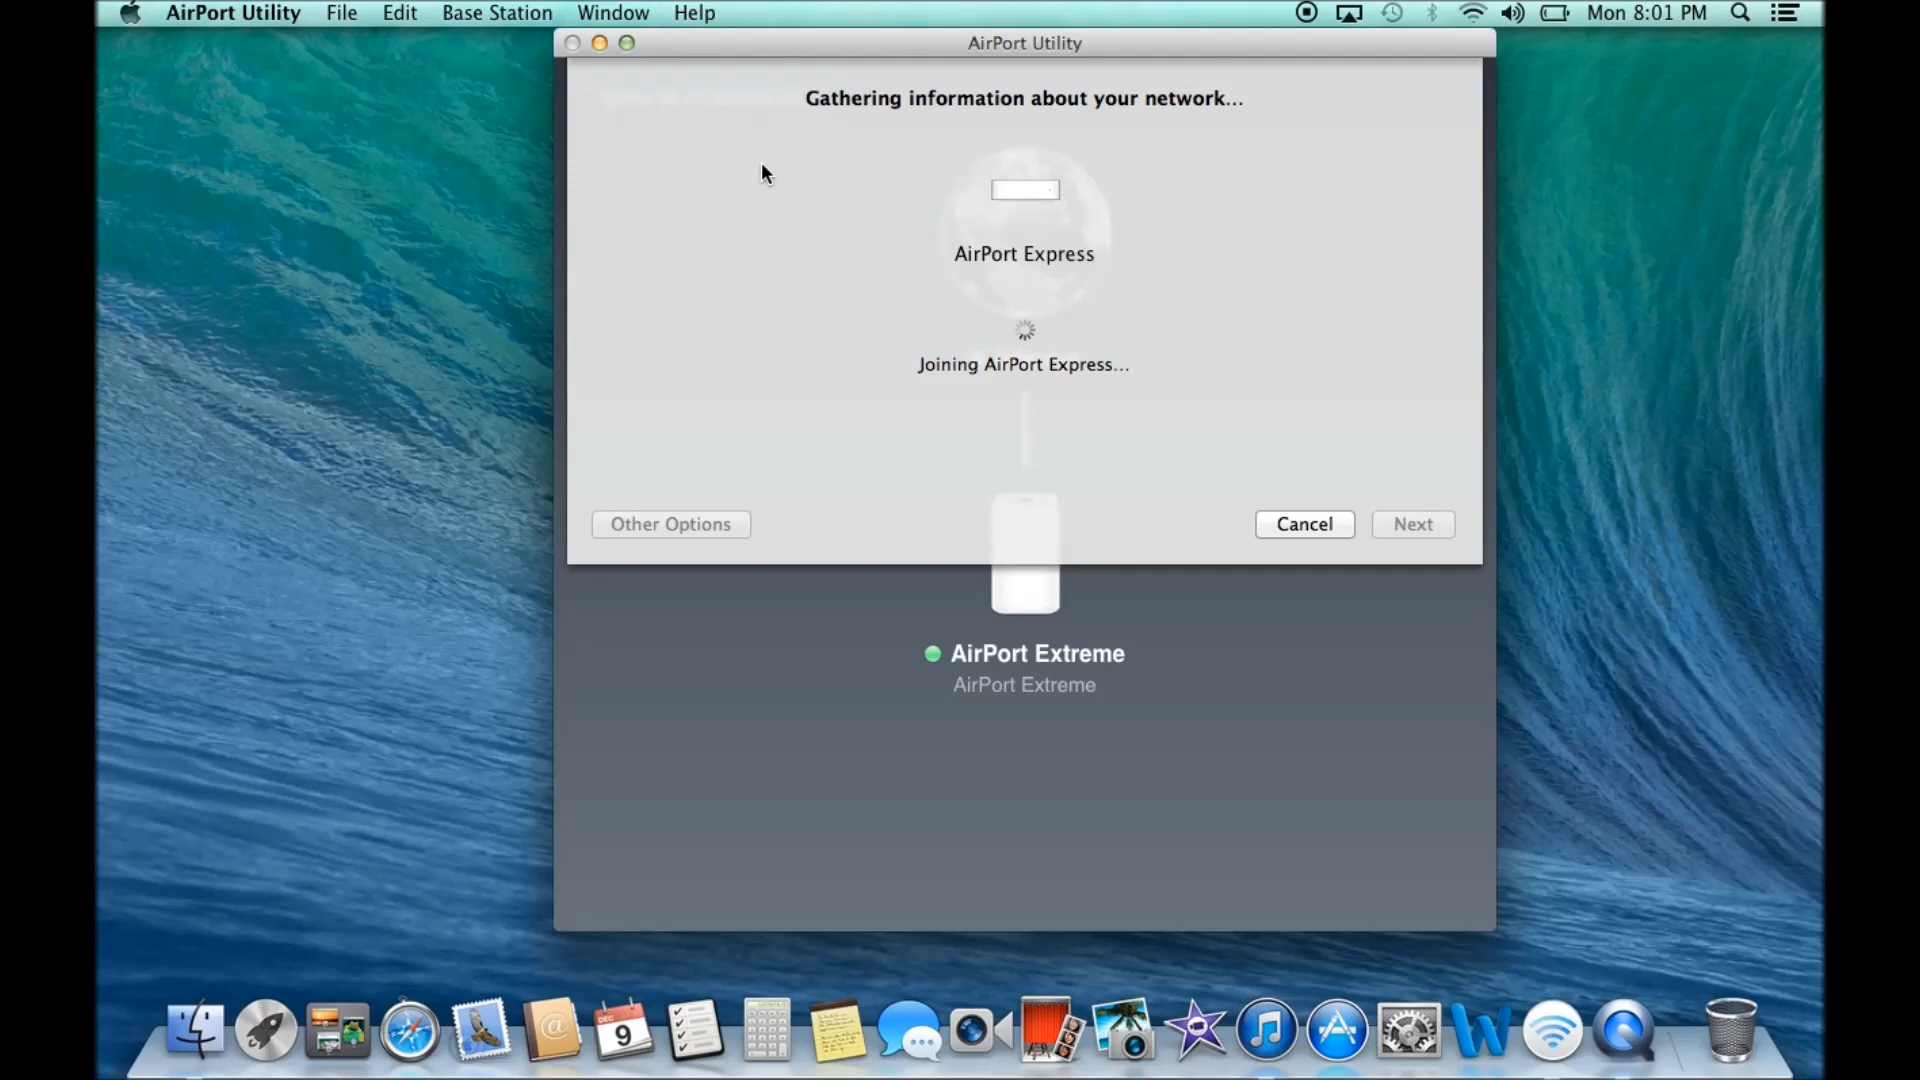 AirPort Utility File Edit Base Station Window Help Mon 8:01 PM
AirPort Utility
Gathering information about your network...
AirPort Express
Joining AirPort Express...
Other Options Cancel Next
AirPort Extreme
AirPort Extreme
DEC
9